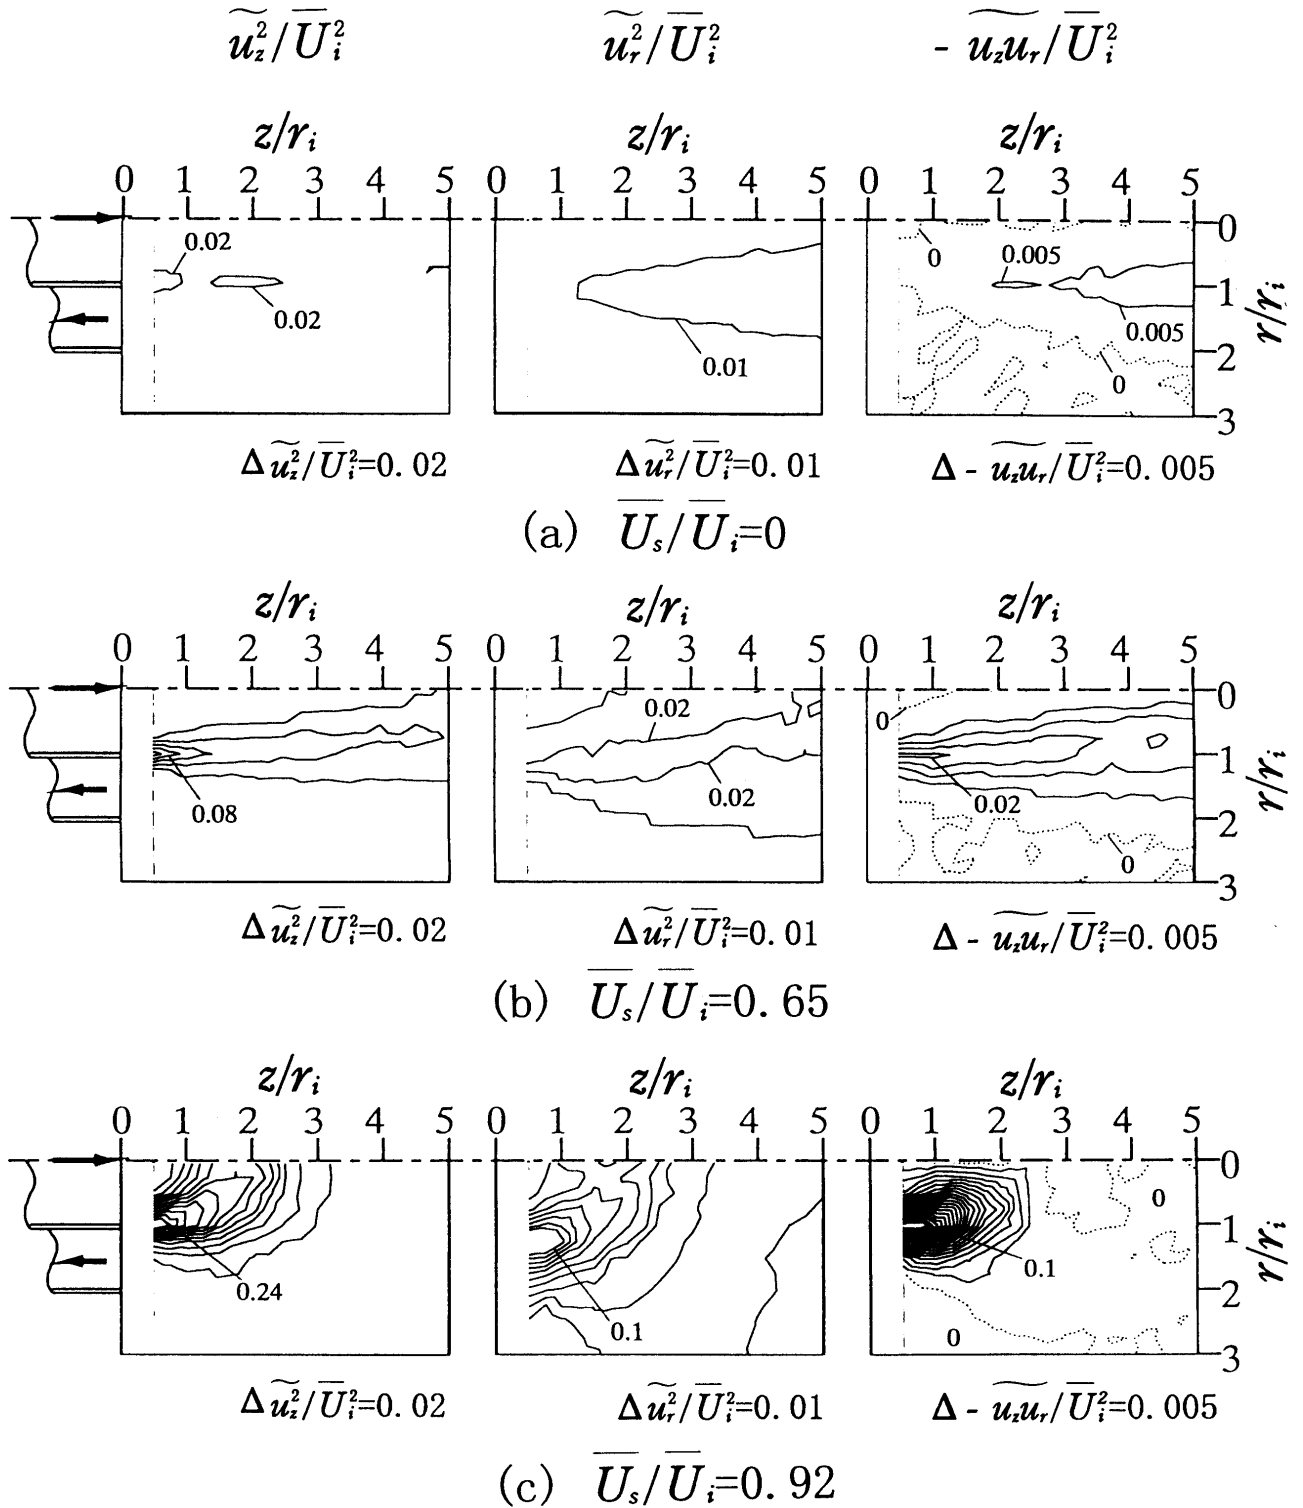 ũ_z²/Ū_i² ũ_r²/Ū_i² - ũ_zu_r/Ū_i²
z/r_i z/r_i
0 1 2 3 4 5 0 1 2 3 4 5 0 1 2 3 4 5
0
0.02
0
0.005
1
0.02
0.005
r/r_i
0.01
2
0
3
Δ ũ_z²/Ū_i²=0.02 Δ ũ_r²/Ū_i²=0.01 Δ - ũ_zu_r/Ū_i²=0.005
(a) Ū_s/Ū_i=0
z/r_i z/r_i z/r_i
0 1 2 3 4 5 0 1 2 3 4 5 0 1 2 3 4 5
0
0.02
0
1
0.08
0.02
0.02
r/r_i
2
0
3
Δ ũ_z²/Ū_i²=0.02 Δ ũ_r²/Ū_i²=0.01 Δ - ũ_zu_r/Ū_i²=0.005
(b) Ū_s/Ū_i=0.65
z/r_i z/r_i z/r_i
0 1 2 3 4 5 0 1 2 3 4 5 0 1 2 3 4 5
0
0
1
0.24
0.1
r/r_i
2
0.1
0
3
Δ ũ_z²/Ū_i²=0.02 Δ ũ_r²/Ū_i²=0.01 Δ - ũ_zu_r/Ū_i²=0.005
(c) Ū_s/Ū_i=0.92